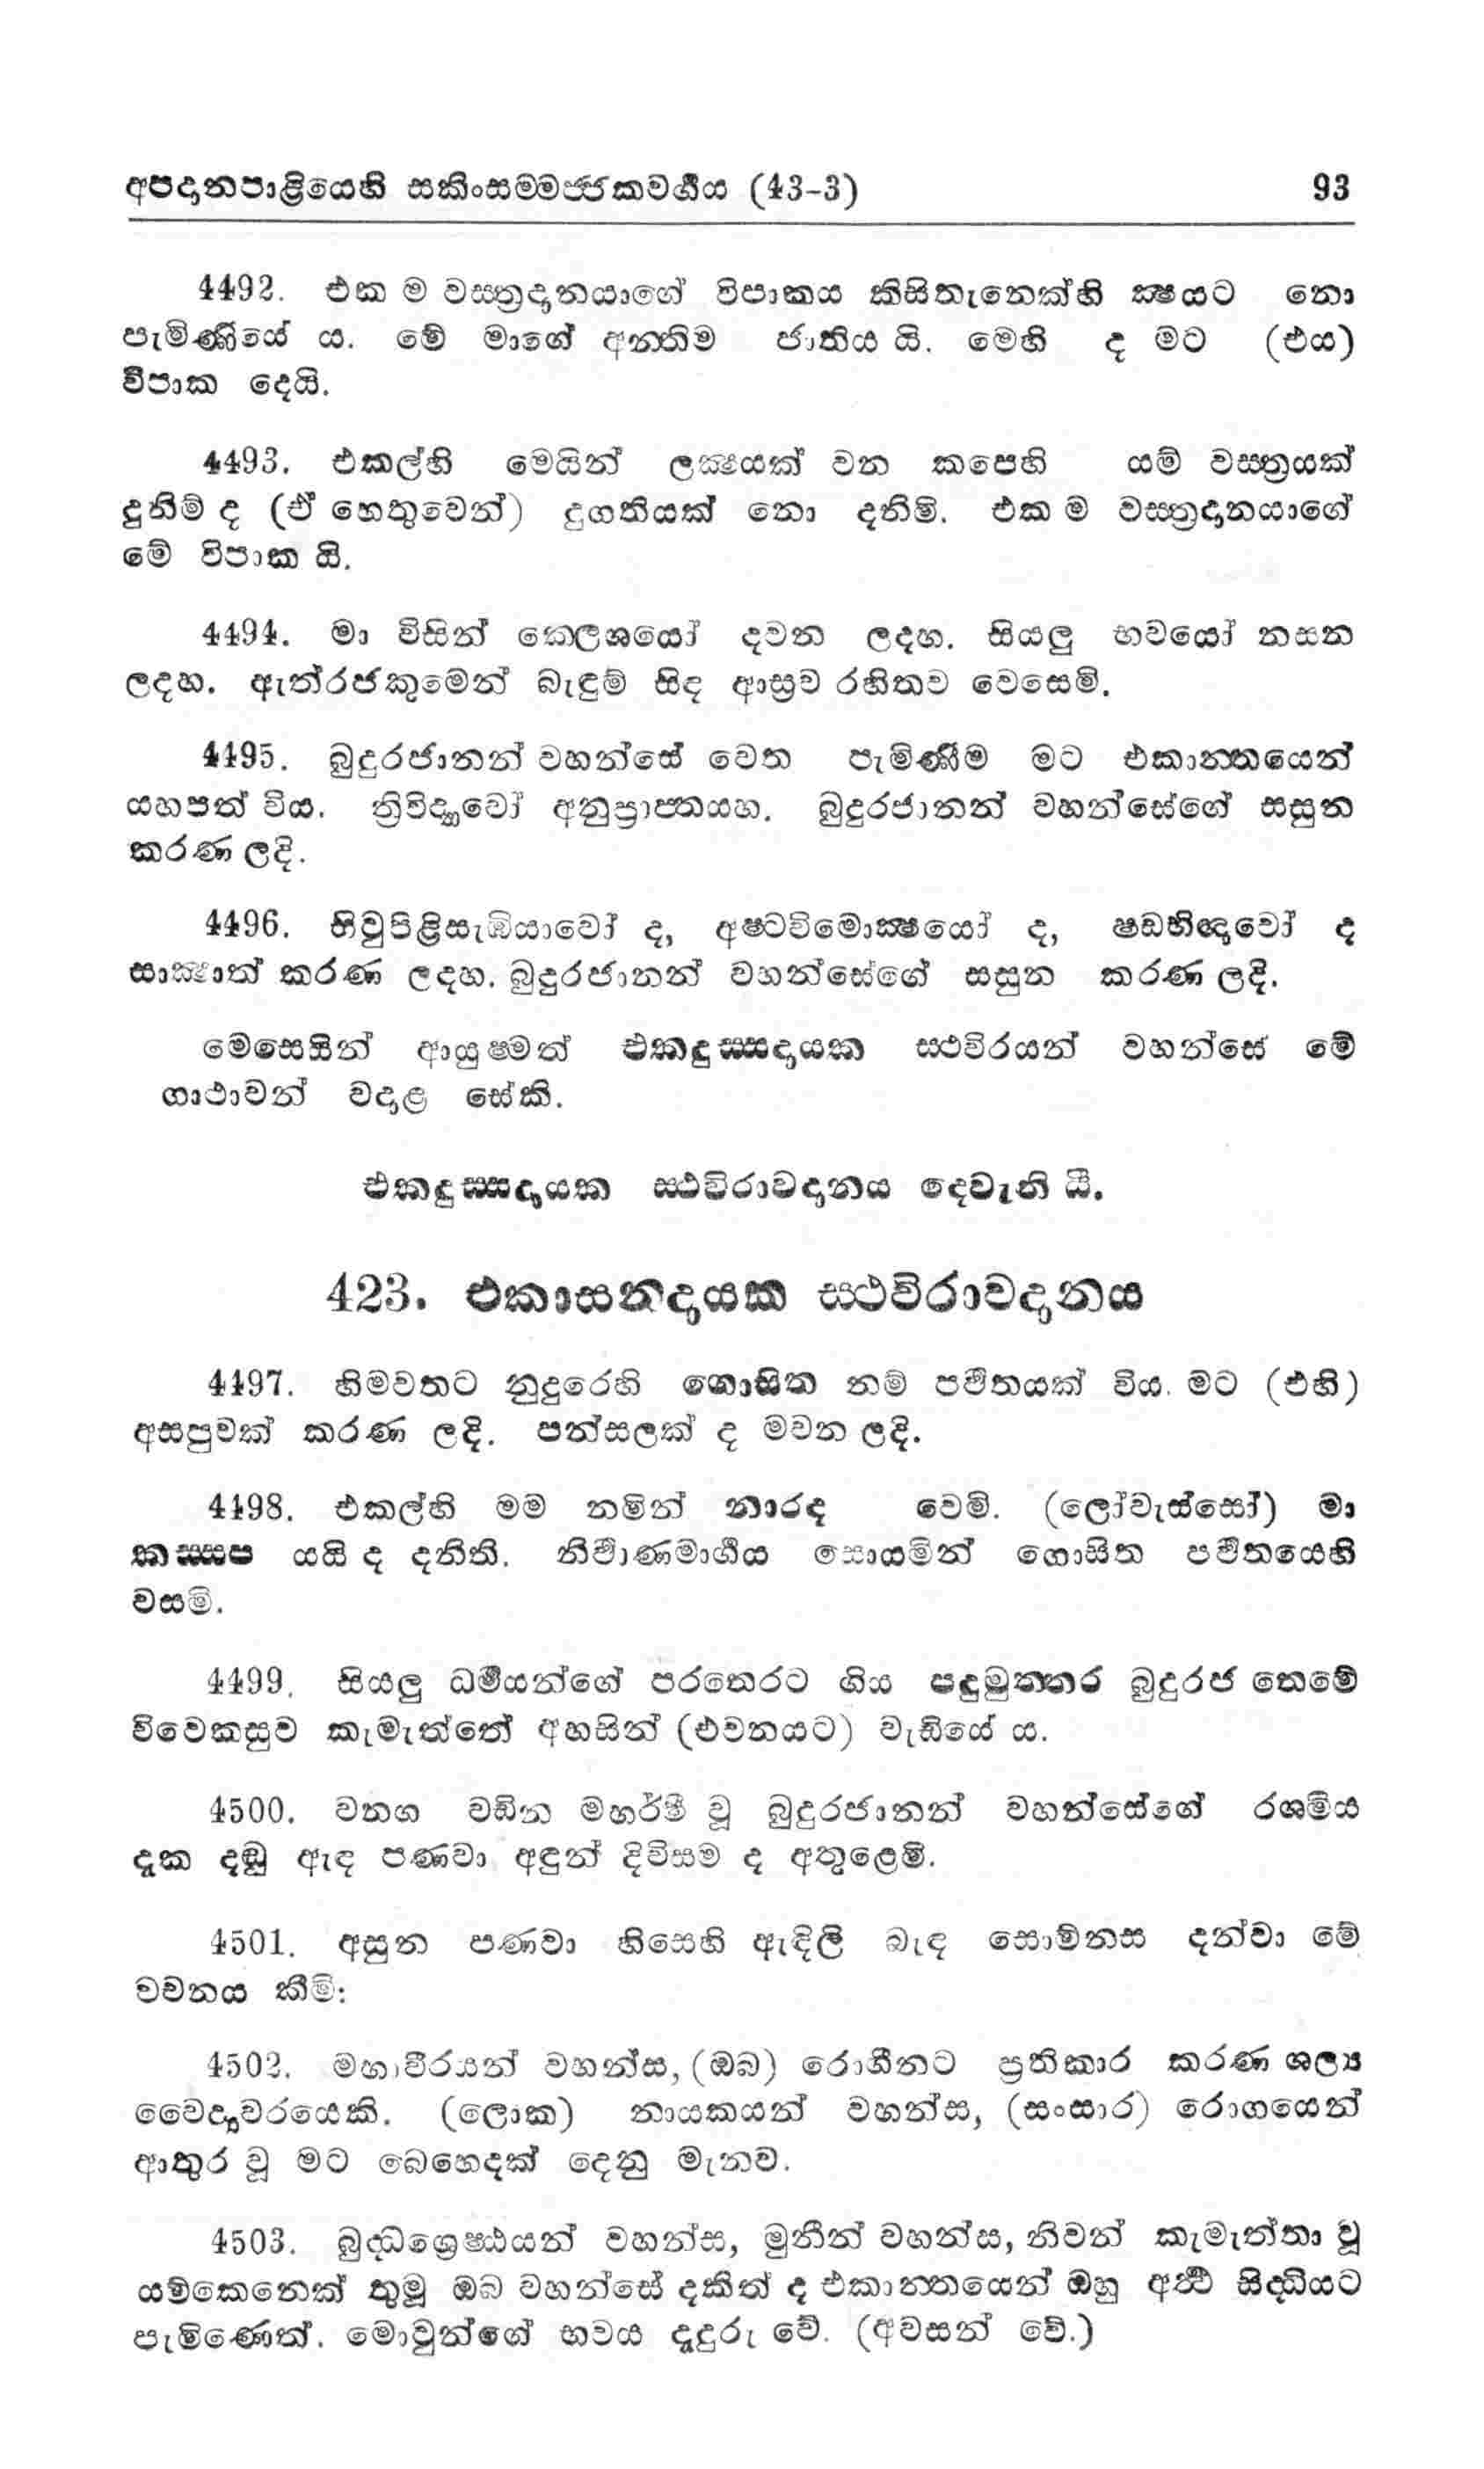 අපදානපාළියෙහි සකිංසම්මජ්ජකවර්‍ගය (43-3) 93
4492. එක ම වස්ත්‍රදානයාගේ විපාකය කිසිතැනෙක්හි ක්‍ෂයට නො
පැමිණියේ ය. මේ මාගේ අන්තිම ජාතිය යි. මෙහි ද මට (එය)
විපාක දෙයි.
4493. එකල්හි මෙයින් ලක්‍ෂයක් වන කපෙහි යම් වස්ත්‍රයක්
දුනිම් ද (ඒ හෙතුවෙන්) දුගතියක් නො දනිමි. එක ම වස්ත්‍රදානයාගේ
මේ විපාක යි.
4494. මා විසින් කෙලශයෝ දවන ලදහ. සියලු භවයෝ නසන
ලදහ. ඇත්රජකුමෙන් බැඳුම් සිද ආස්‍රව රහිතව වෙසෙමි.
4495. බුදුරජානන් වහන්සේ වෙත පැමිණීම මට එකාන්තයෙන්
යහපත් විය. ත්‍රිවිද්‍යාවෝ අනුප්‍රාප්තයහ. බුදුරජානන් වහන්සේගේ සසුන
කරණ ලදි.
4496. හිවුපිළිසැඹියාවෝ ද, අෂ්ටවිමොක්‍ෂයෝ ද, ෂඩභිඥාවෝ ද
සාක්‍ෂාත් කරණ ලදහ. බුදුරජානන් වහන්සේගේ සසුන කරණ ලදි.
මෙසෙයින් ආයුෂ්මත් එකදුස්සදායක ස්ථවිරයන් වහන්සේ මේ
ගාථාවන් වදාළ සේකි.
එකදුස්සදායක ස්ථවිරාවදානය දෙවැනි යි.
423. එකාසනදායක ස්ථවිරාවදානය
4497. හිමවතට නුදුරෙහි ගොසිත නම් පර්‍වතයක් විය. මට (එහි)
අසපුවක් කරණ ලදි. පන්සලක් ද මවන ලදි.
4498. එකල්හි මම නමින් නාරද වෙමි. (ලෝවැස්සෝ) මා
කස්සප යයි ද දනිති. නිර්‍වාණමාර්‍ගය සොයමින් ගොසිත පර්‍වතයෙහි
වසමි.
4499. සියලු ධර්‍මයන්ගේ පරතෙරට ගිය පදුමුත්තර බුදුරජ තෙමේ
විවෙකසුව කැමැත්තේ අහසින් (එවනයට) වැඩියේ ය.
4500. වනග වඩින මහර්ෂි වූ බුදුරජානන් වහන්සේගේ රශ්මිය
දැක දඬු ඇඳ පණවා අඳුන් දිවිසම ද අතුළෙමි.
4501. අසුන පණවා හිසෙහි ඇඳිලි බැඳ සොම්නස දන්වා මේ
වචනය කීමි:
4502. මහාවීරයන් වහන්ස, (ඔබ) රොගීනට ප්‍රතිකාර කරණ ශල්‍ය
වෛද්‍යවරයෙකි. (ලොක) නායකයන් වහන්ස, (සංසාර) රොගයෙන්
ආතුර වූ මට බෙහෙදක් දෙනු මැනව.
4503. බුද්ධශ්‍රෙෂ්ඨයන් වහන්ස, මුනීන් වහන්ස, නිවන් කැමැත්තා වූ
යම්කෙනෙක් තුමූ ඔබ වහන්සේ දකිත් ද එකාන්තයෙන් ඔහු අර්‍ථ සිද්ධියට
පැමිණෙත්. මොවුන්ගේ භවය දුදුරු වේ. (අවසන් වේ.)